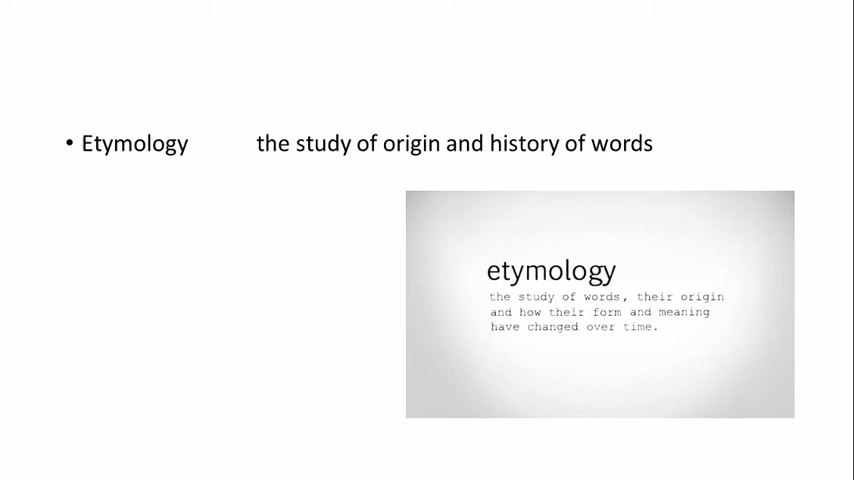 • Etymology the study of origin and history of words
etymology
the study of words, their origin
and how their form and meaning
have changed over time.